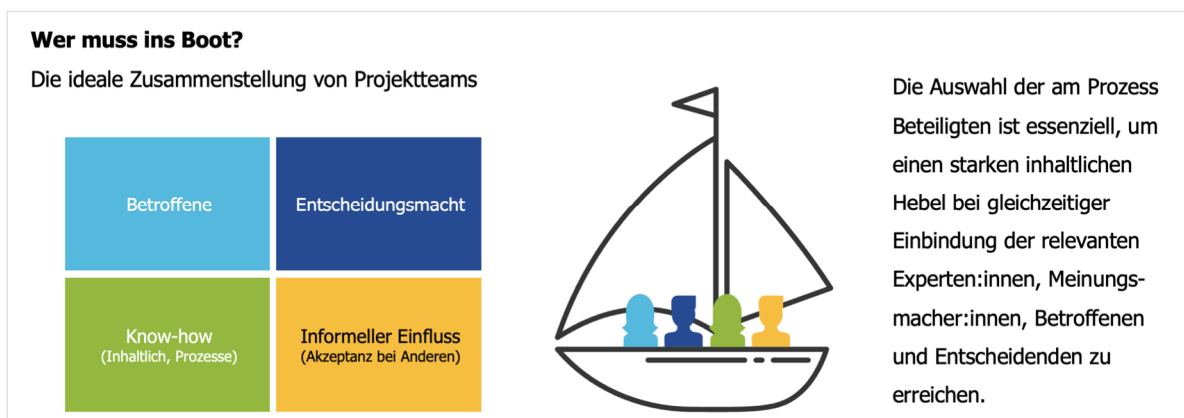 Wer muss ins Boot?
Die ideale Zusammenstellung von Projektteams
Betroffene
Entscheidungsmacht
Know-how
(Inhaltlich, Prozesse)
Informeller Einfluss
(Akzeptanz bei Anderen)
Die Auswahl der am Prozess
Beteiligten ist essenziell, um
einen starken inhaltlichen
Hebel bei gleichzeitiger
Einbindung der relevanten
Experten:innen, Meinungs-
macher:innen, Betroffenen
und Entscheidenden zu
erreichen.